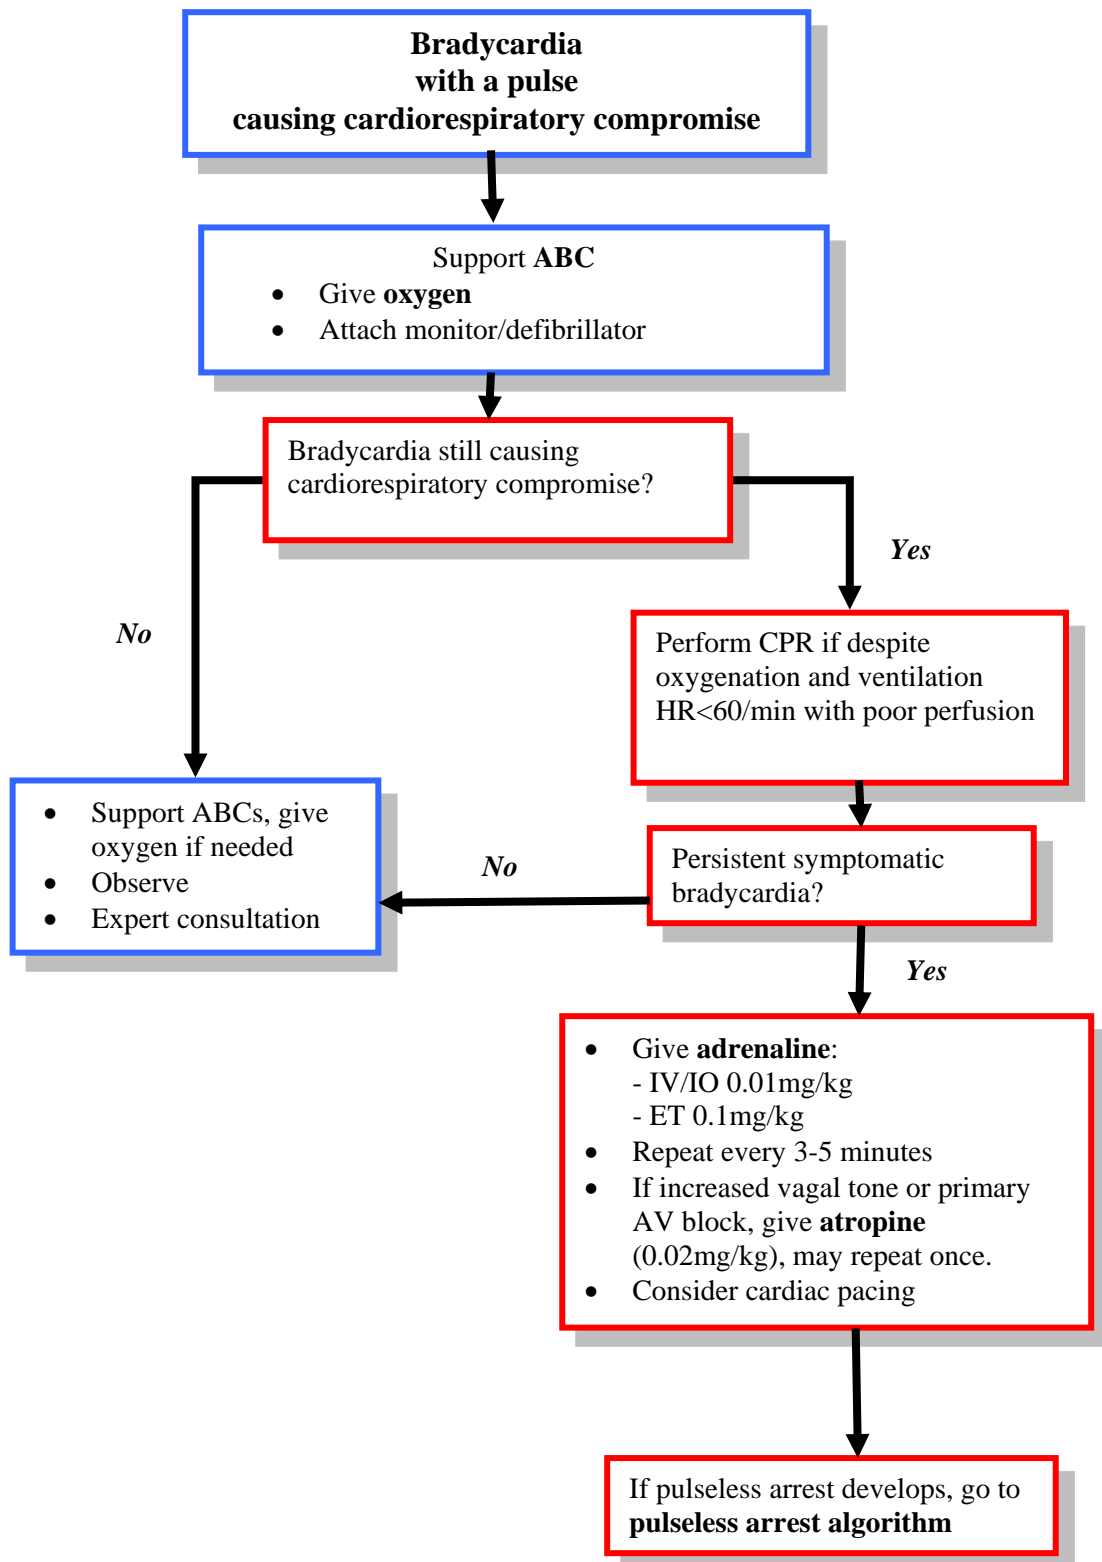 Bradycardia
with a pulse
causing cardiorespiratory compromise
Support ABC
• Give oxygen
• Attach monitor/defibrillator
Bradycardia still causing
cardiorespiratory compromise?
Yes
No
Perform CPR if despite
oxygenation and ventilation
HR<60/min with poor perfusion
• Support ABCs, give
oxygen if needed
• Observe
• Expert consultation
No
Persistent symptomatic
bradycardia?
Yes
• Give adrenaline:
- IV/IO 0.01mg/kg
- ET 0.1mg/kg
• Repeat every 3-5 minutes
• If increased vagal tone or primary
AV block, give atropine
(0.02mg/kg), may repeat once.
• Consider cardiac pacing
If pulseless arrest develops, go to
pulseless arrest algorithm